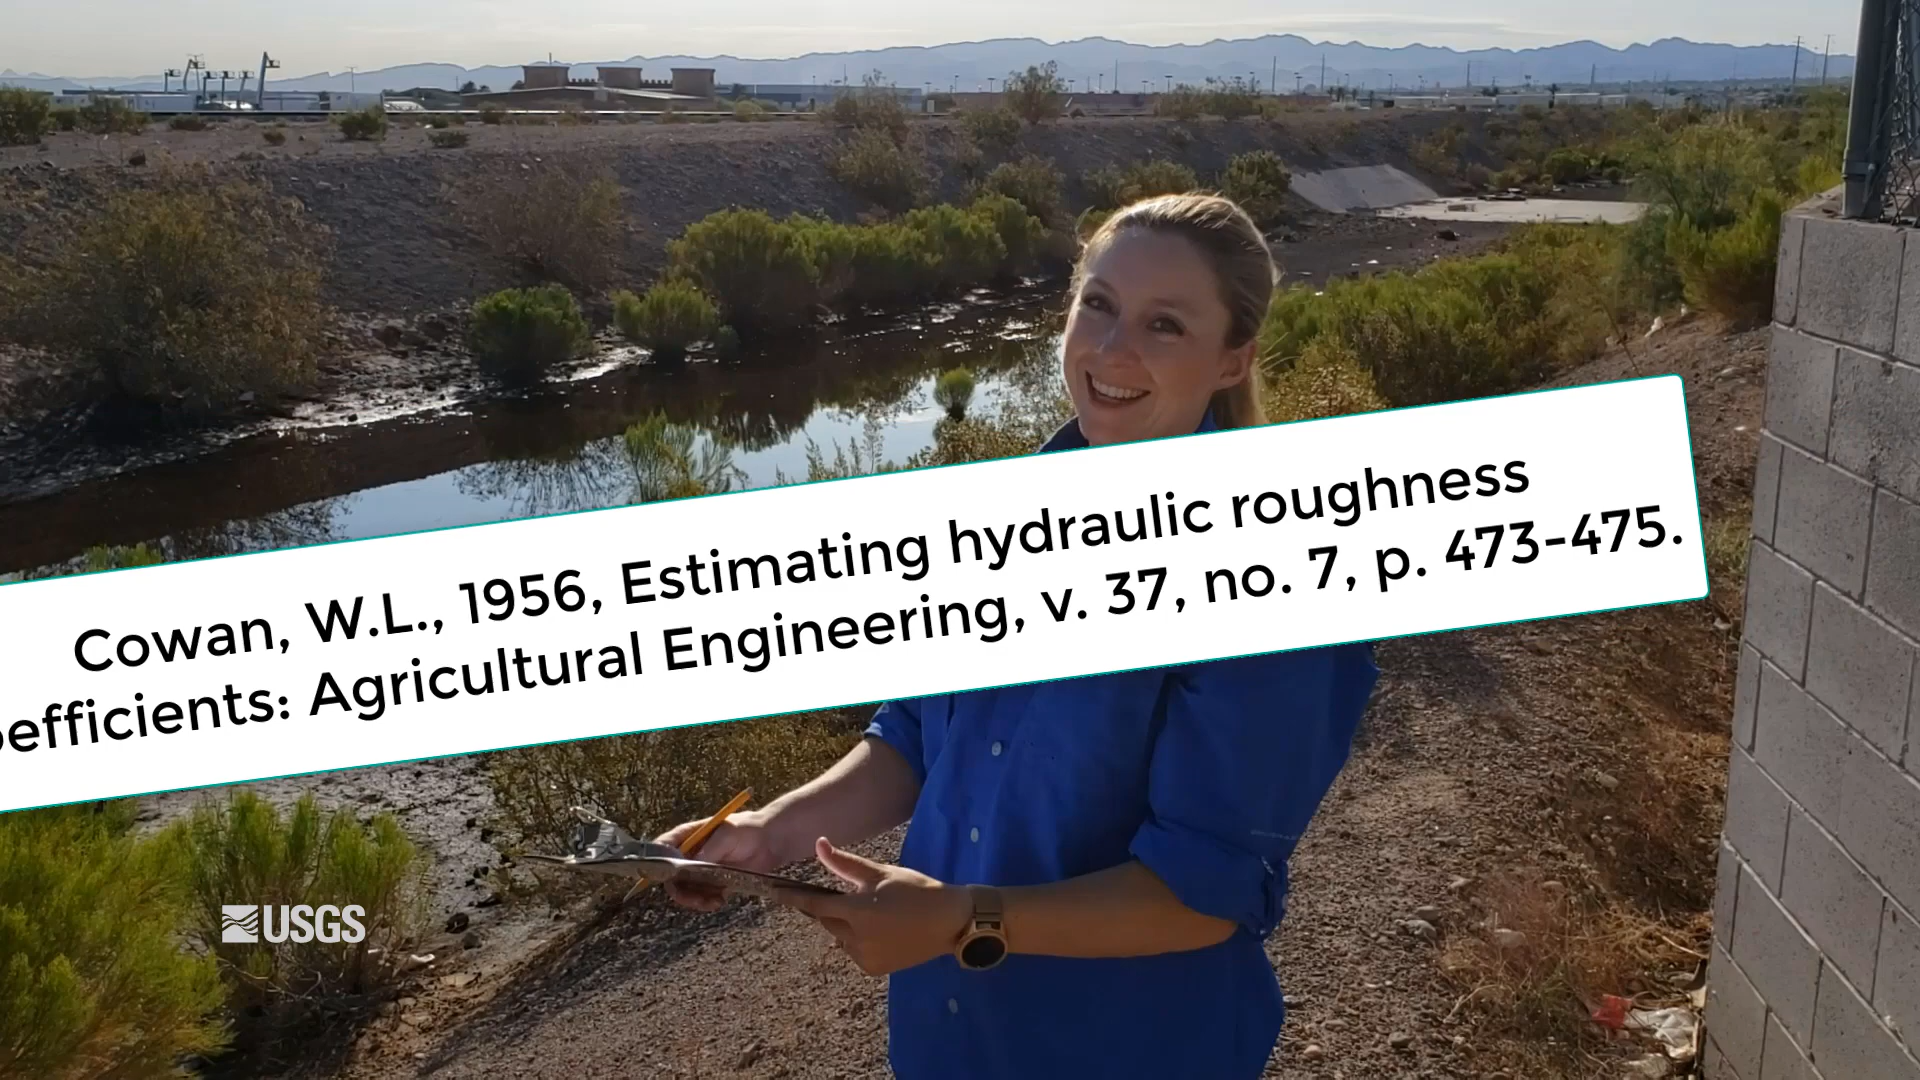 Cowan, W.L., 1956, Estimating hydraulic roughness
oefficients: Agricultural Engineering, v. 37, no. 7, p. 473-475.
USGS